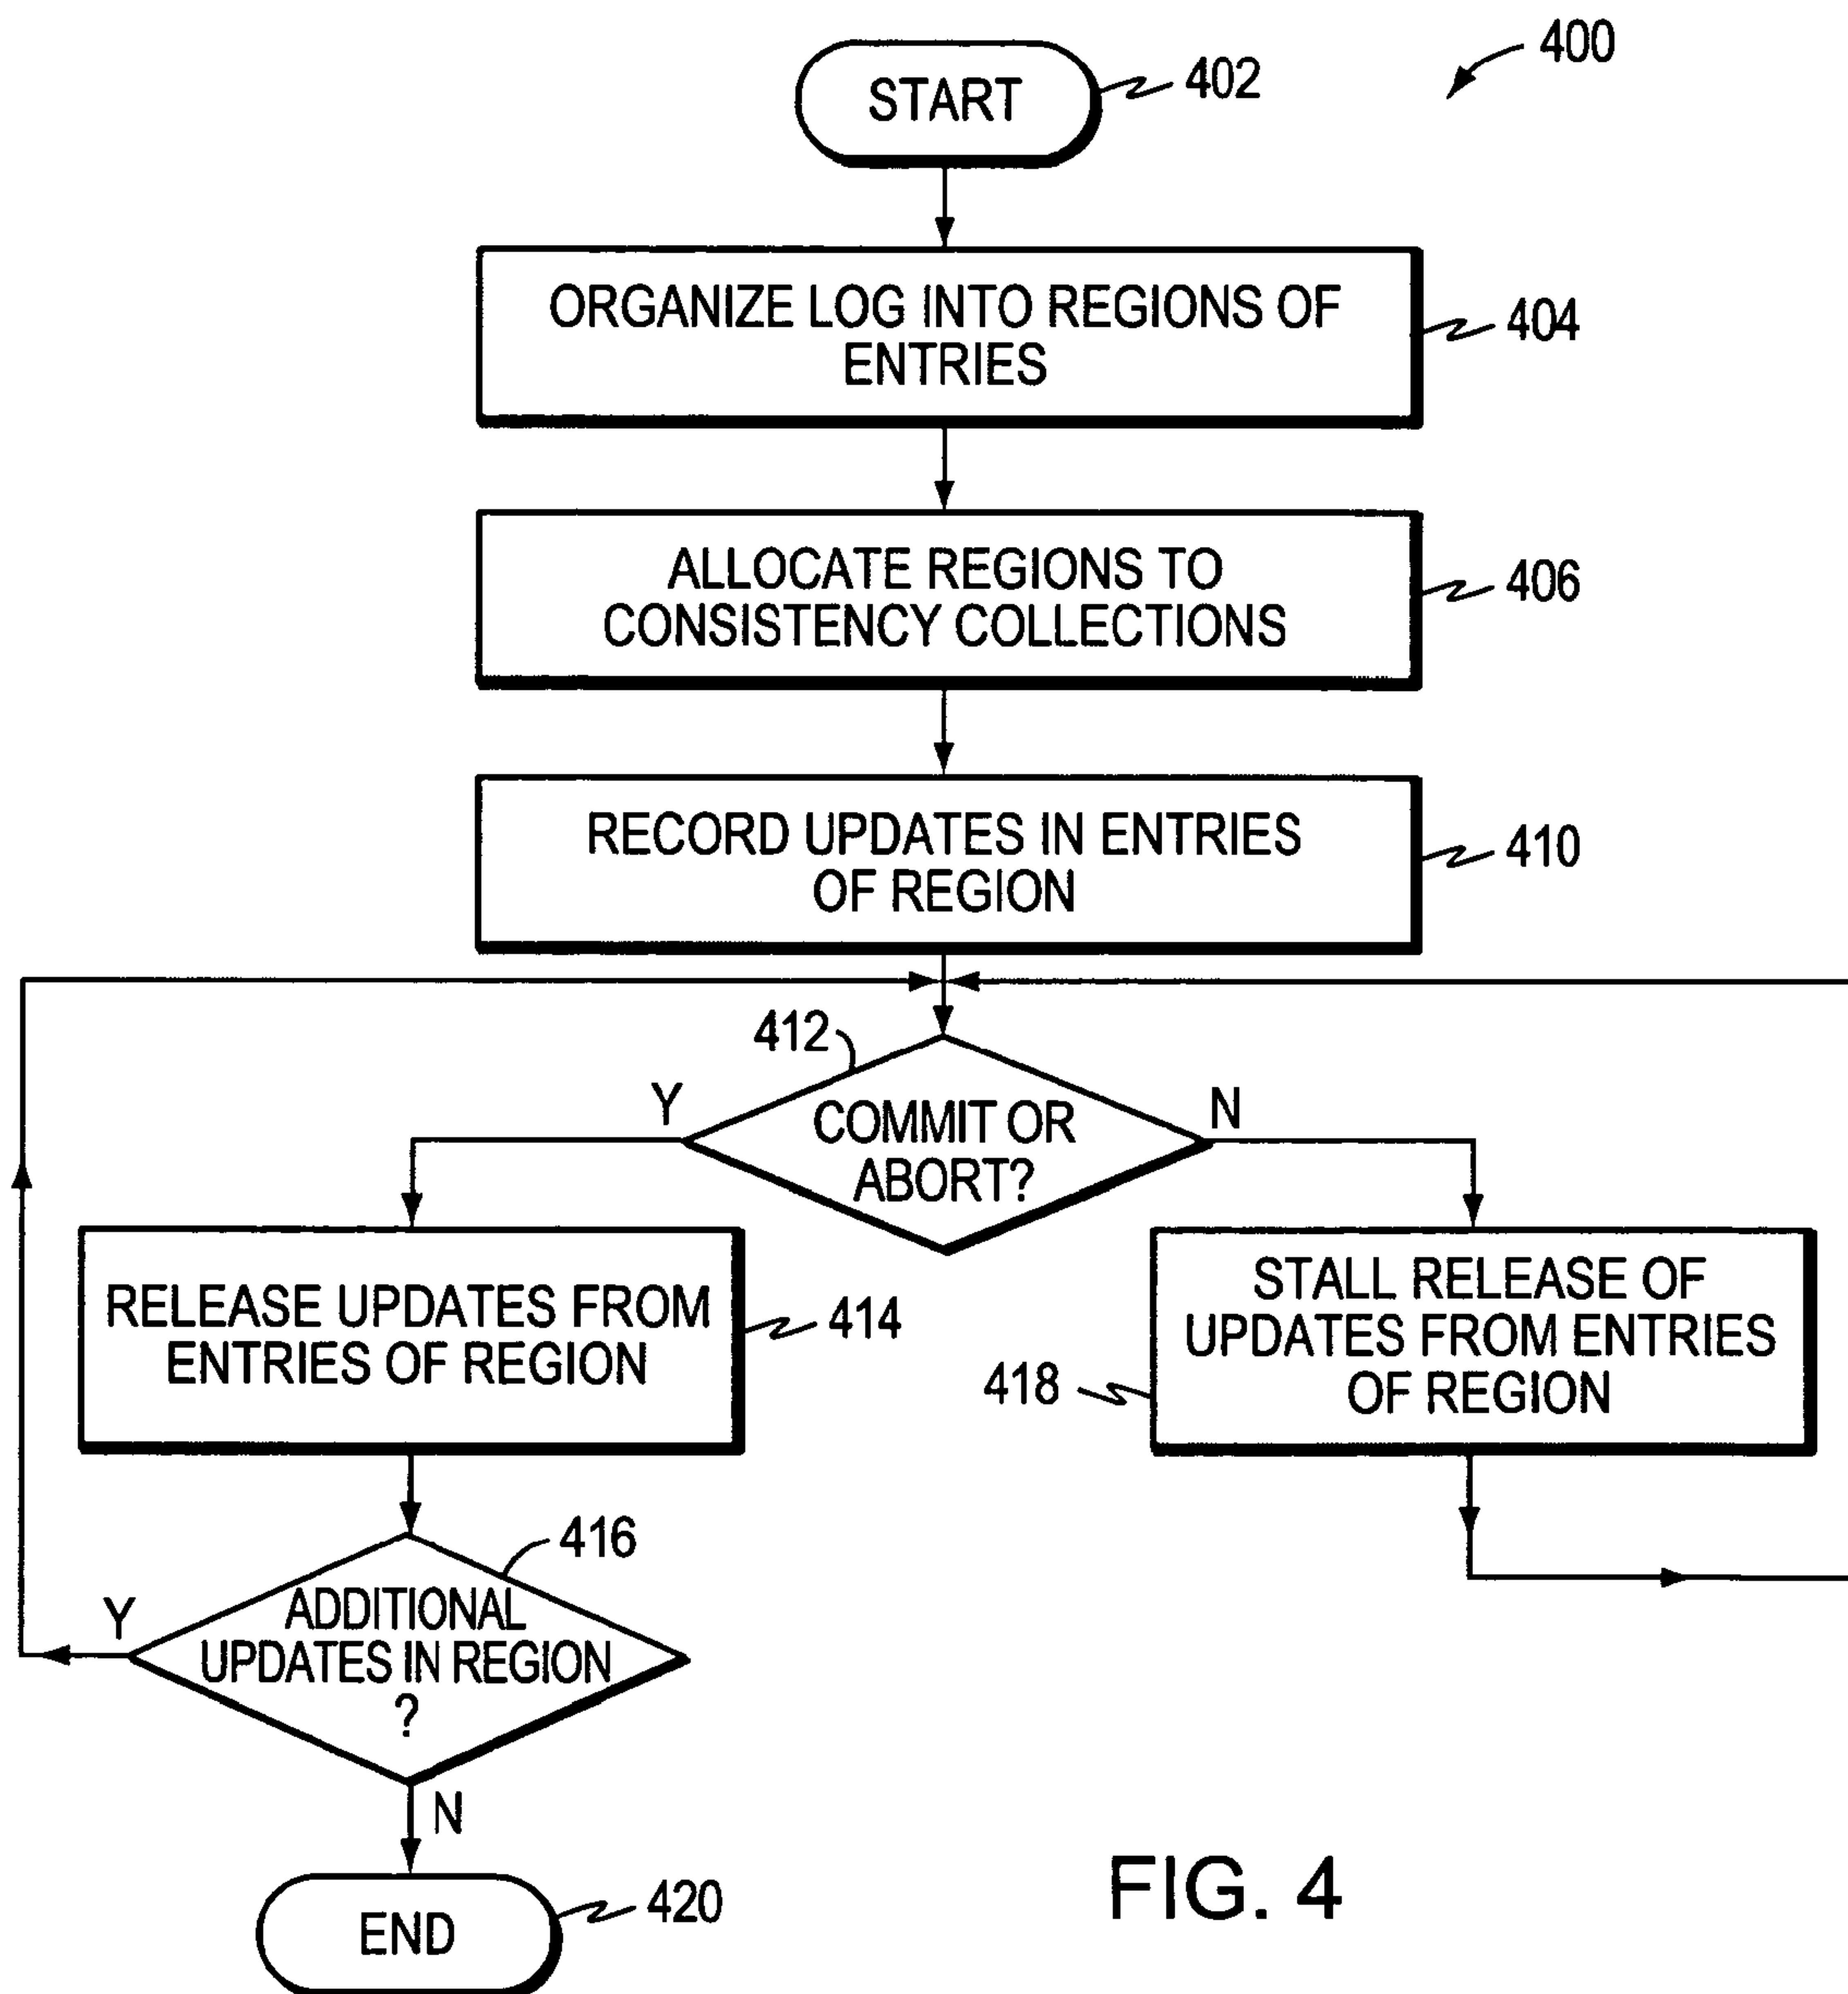 400
START
402
ORGANIZE LOG INTO REGIONS OF
ENTRIES
404
ALLOCATE REGIONS TO
CONSISTENCY COLLECTIONS
406
RECORD UPDATES IN ENTRIES
OF REGION
410
412
Y
COMMIT OR
ABORT?
N
RELEASE UPDATES FROM
ENTRIES OF REGION
414
STALL RELEASE OF
UPDATES FROM ENTRIES
OF REGION
418
416
Y
ADDITIONAL
UPDATES IN REGION
?
N
END
420
FIG. 4